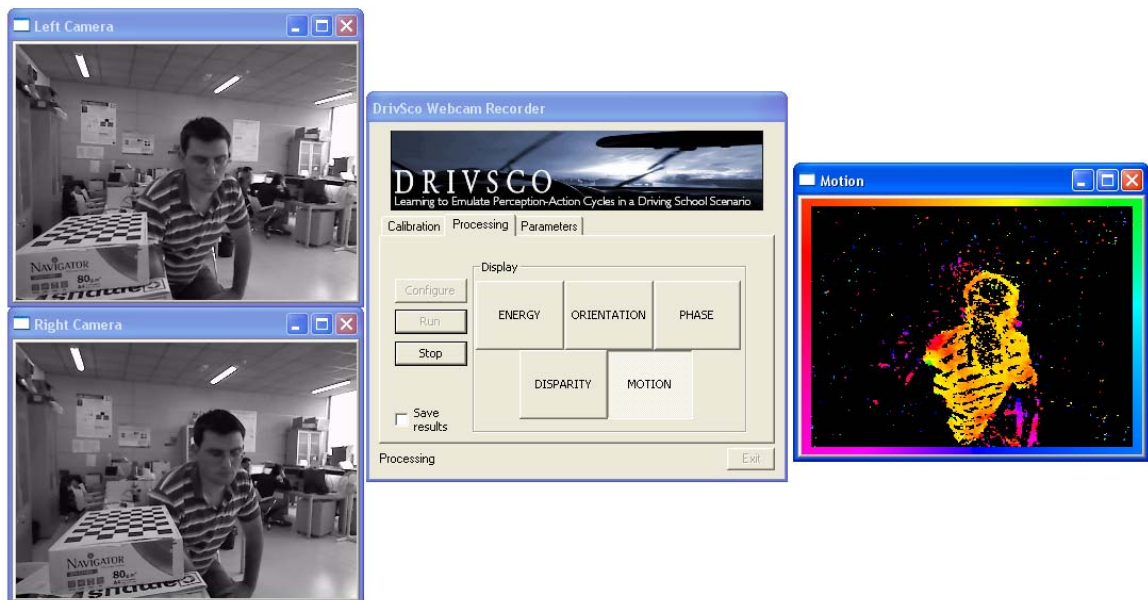 Left Camera
NAVIGATOR
80g/m²
Right Camera
NAVIGATOR
80g/m²
DrivSco Webcam Recorder
DRIVSCO
Learning to Emulate Perception-Action Cycles in a Driving School Scenario
Calibration Processing Parameters
Display
Configure
Run
Stop
ENERGY ORIENTATION PHASE
DISPARITY MOTION
Save
results
Processing
Exit
Motion